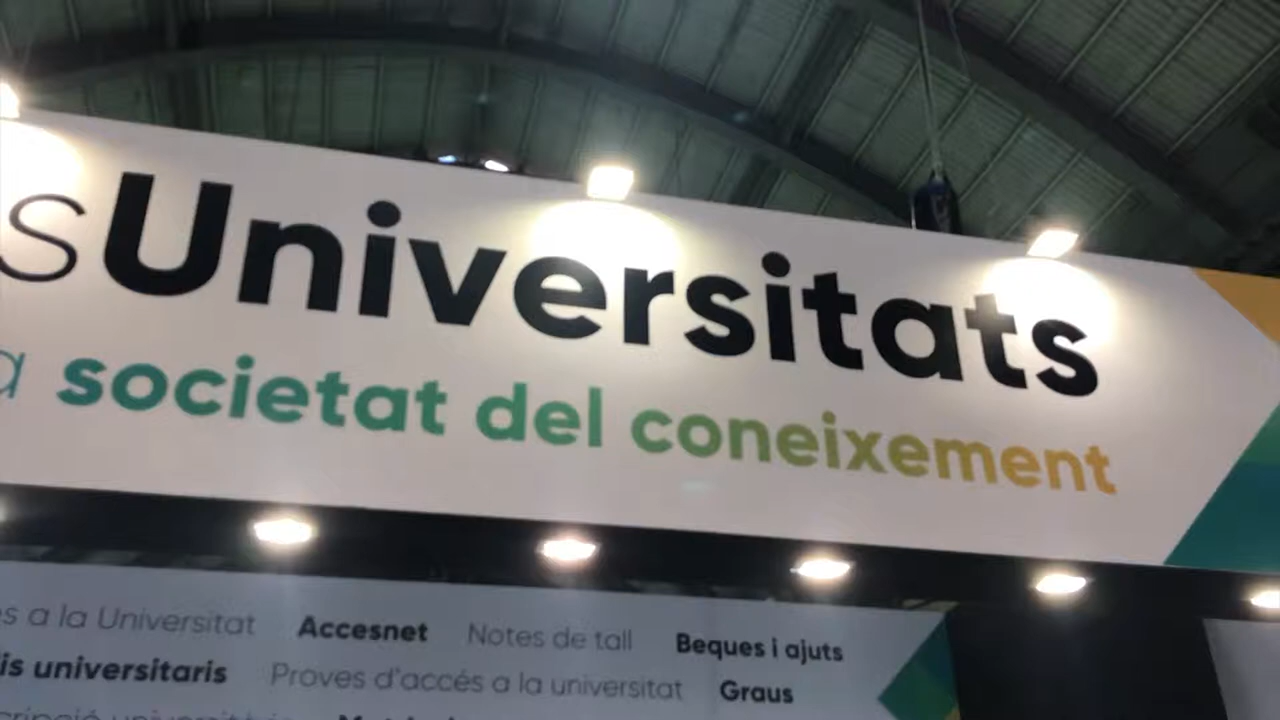 sUniversitats
a societat del coneixement
s a la Universitat Accesnet Notes de tall Beques i ajuts
is universitaris Proves d'accés a la universitat Graus